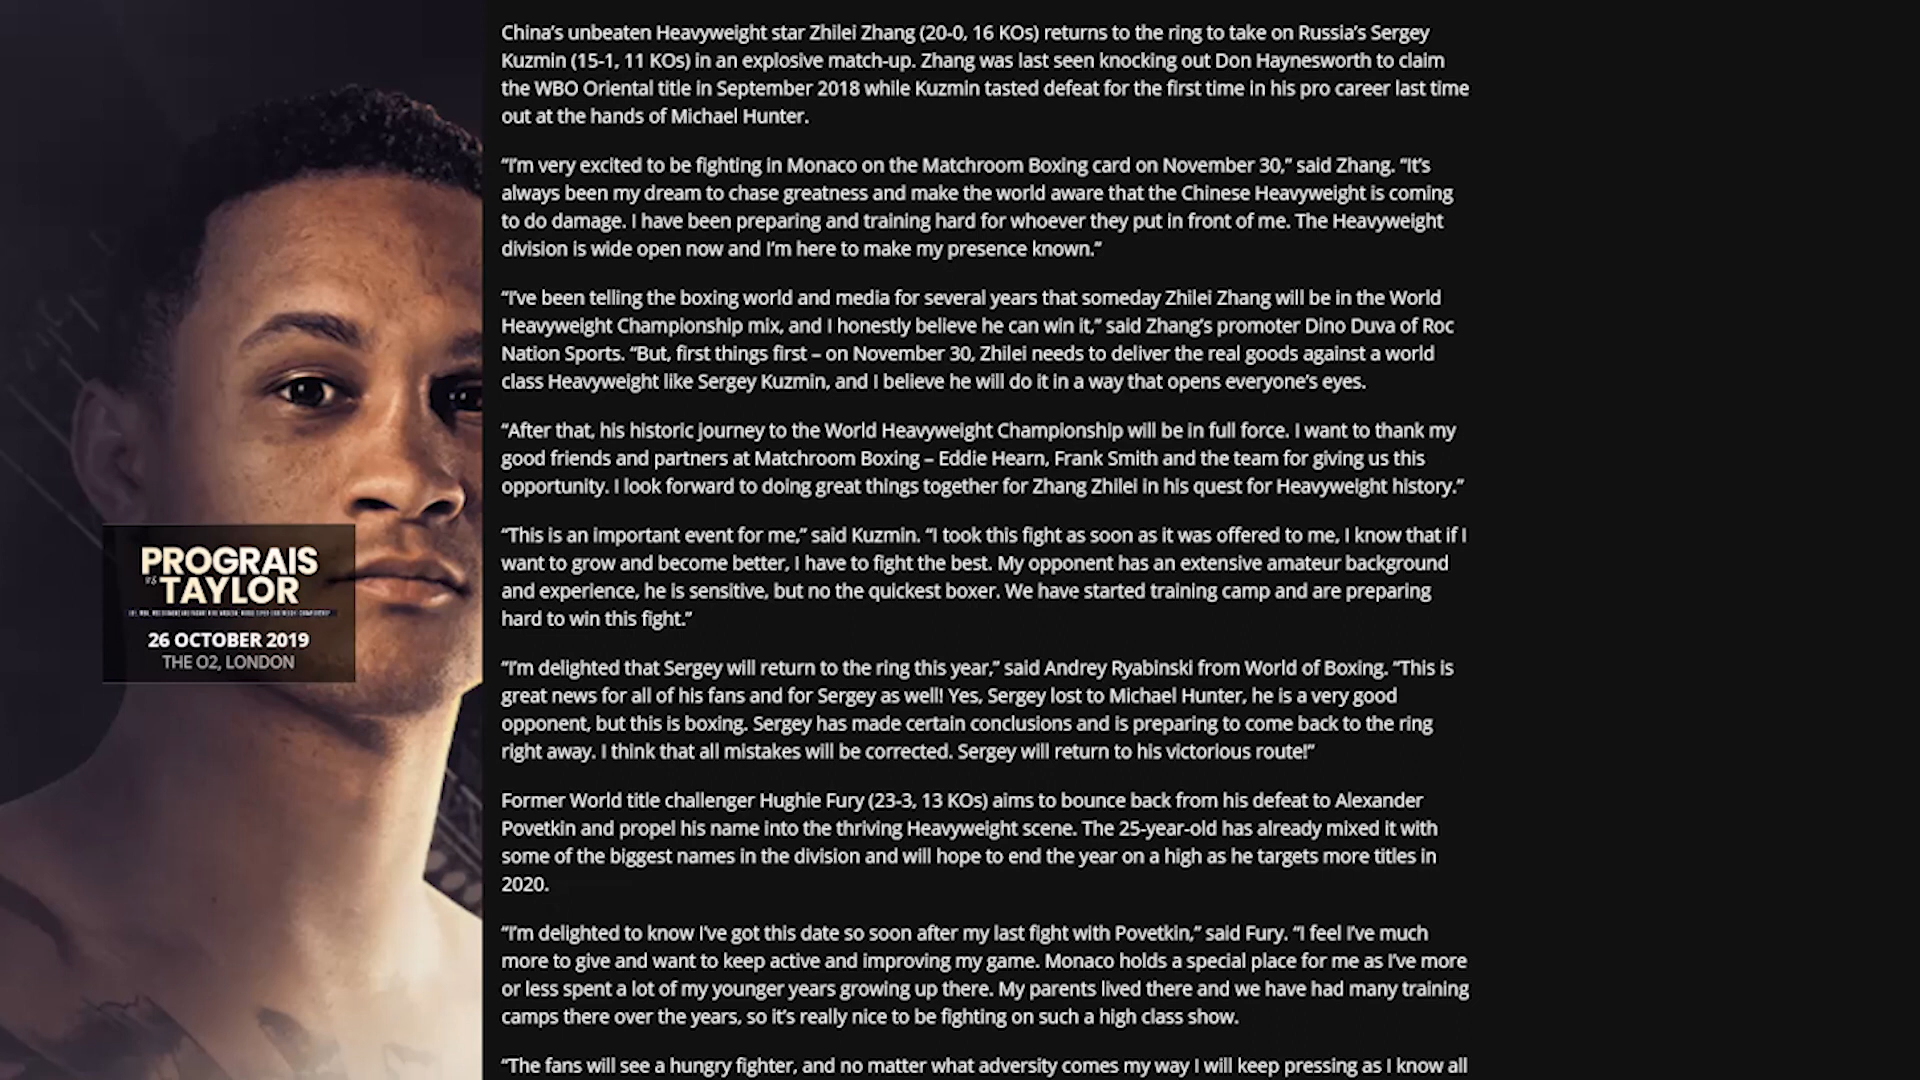 China’s unbeaten Heavyweight star Zhilei Zhang (20-0, 16 KOs) returns to the ring to take on Russia’s Sergey
Kuzmin (15-1, 11 KOs) in an explosive match-up. Zhang was last seen knocking out Don Haynesworth to claim
the WBO Oriental title in September 2018 while Kuzmin tasted defeat for the first time in his pro career last time
out at the hands of Michael Hunter.
“I’m very excited to be fighting in Monaco on the Matchroom Boxing card on November 30,” said Zhang. “It’s
always been my dream to chase greatness and make the world aware that the Chinese Heavyweight is coming
to do damage. I have been preparing and training hard for whoever they put in front of me. The Heavyweight
division is wide open now and I’m here to make my presence known.”
“I’ve been telling the boxing world and media for several years that someday Zhilei Zhang will be in the World
Heavyweight Championship mix, and I honestly believe he can win it,” said Zhang’s promoter Dino Duva of Roc
Nation Sports. “But, first things first – on November 30, Zhilei needs to deliver the real goods against a world
class Heavyweight like Sergey Kuzmin, and I believe he will do it in a way that opens everyone’s eyes.
“After that, his historic journey to the World Heavyweight Championship will be in full force. I want to thank my
good friends and partners at Matchroom Boxing – Eddie Hearn, Frank Smith and the team for giving us this
opportunity. I look forward to doing great things together for Zhang Zhilei in his quest for Heavyweight history.”
“This is an important event for me,” said Kuzmin. “I took this fight as soon as it was offered to me, I know that if I
want to grow and become better, I have to fight the best. My opponent has an extensive amateur background
and experience, he is sensitive, but no the quickest boxer. We have started training camp and are preparing
hard to win this fight.”
“I’m delighted that Sergey will return to the ring this year,” said Andrey Ryabinski from World of Boxing. “This is
great news for all of his fans and for Sergey as well! Yes, Sergey lost to Michael Hunter, he is a very good
opponent, but this is boxing. Sergey has made certain conclusions and is preparing to come back to the ring
right away. I think that all mistakes will be corrected. Sergey will return to his victorious route!”
Former World title challenger Hughie Fury (23-3, 13 KOs) aims to bounce back from his defeat to Alexander
Povetkin and propel his name into the thriving Heavyweight scene. The 25-year-old has already mixed it with
some of the biggest names in the division and will hope to end the year on a high as he targets more titles in
2020.
“I’m delighted to know I’ve got this date so soon after my last fight with Povetkin,” said Fury. “I feel I’ve much
more to give and want to keep active and improving my game. Monaco holds a special place for me as I’ve more
or less spent a lot of my younger years growing up there. My parents lived there and we have had many training
camps there over the years, so it’s really nice to be fighting on such a high class show.
“The fans will see a hungry fighter, and no matter what adversity comes my way I will keep pressing as I know all
PROGRAIS
VS TAYLOR
26 OCTOBER 2019
THE O2, LONDON